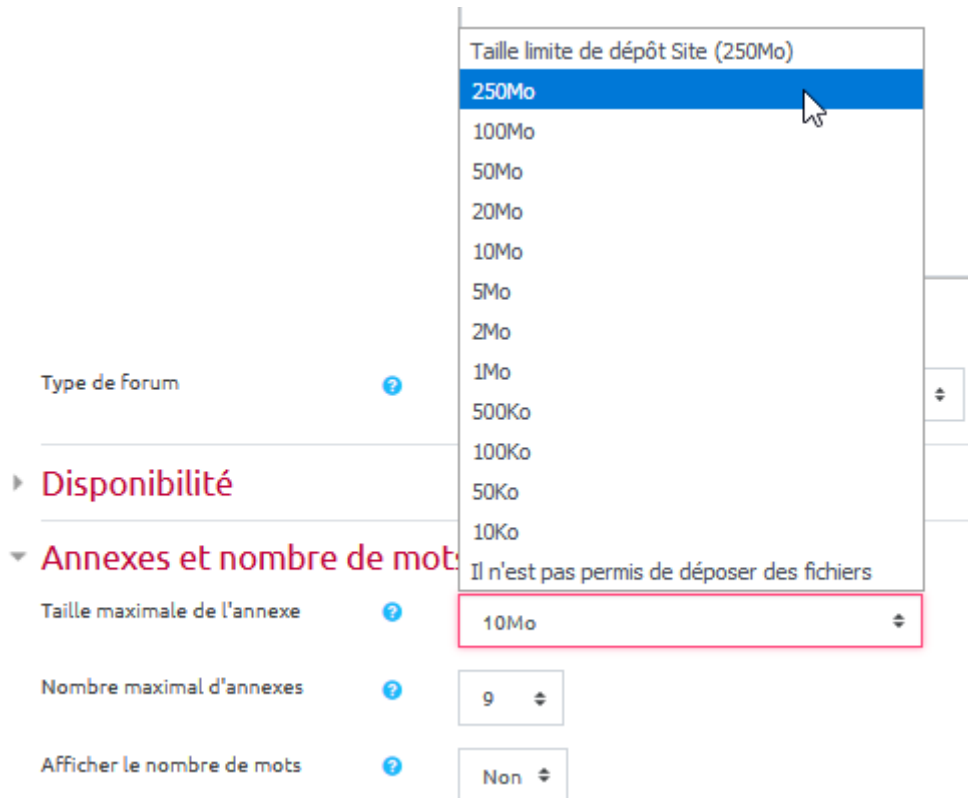 Taille limite de dépôt Site (250Mo)
250Mo
100Mo
50Mo
20Mo
10Mo
5Mo
2Mo
1Mo
500Ko
100Ko
50Ko
10Ko
Il n'est pas permis de déposer des fichiers
Type de forum
Disponibilité
Annexes et nombre de mots
Taille maximale de l'annexe
10Mo
Nombre maximal d'annexes
9
Afficher le nombre de mots
Non